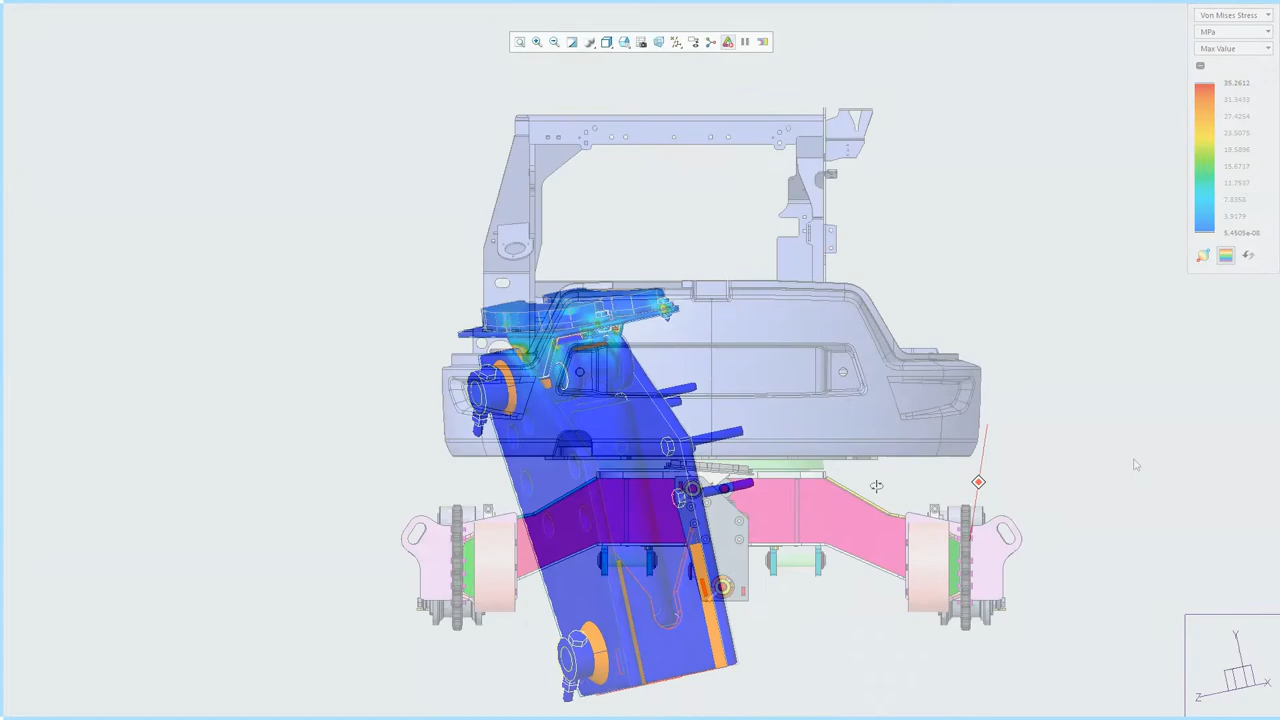 Von Mises Stress
MPa
Max Value
35.2612
31.3433
27.4254
23.5075
19.5896
15.6717
11.7537
7.8358
3.9179
5.4505e-08
Y
Z
X